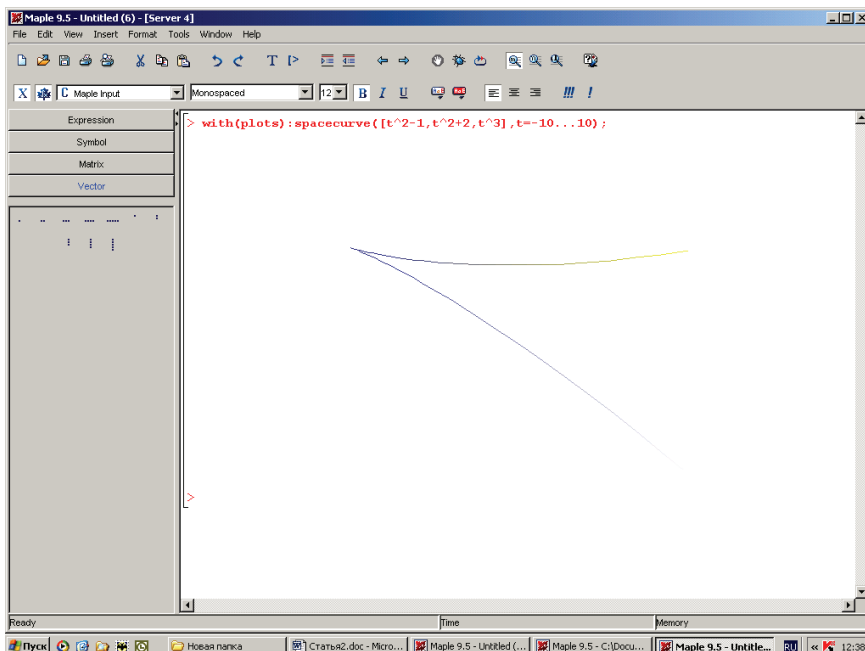 Maple 9.5 - Untitled (6) - [Server 4]
File Edit View Insert Format Tools Window Help
T
X C Maple Input Monospaced 12 B I U !!! !
Expression
Symbol
Matrix
Vector
> with(plots):spacecurve([t^2-1,t^2+2,t^3],t=-10...10);
>
Ready Time Memory
Пуск Новая папка Статья2.doc - Micro... Maple 9.5 - Untitled (... Maple 9.5 - C:\Docu... Maple 9.5 - Untitle... RU « K 12:38